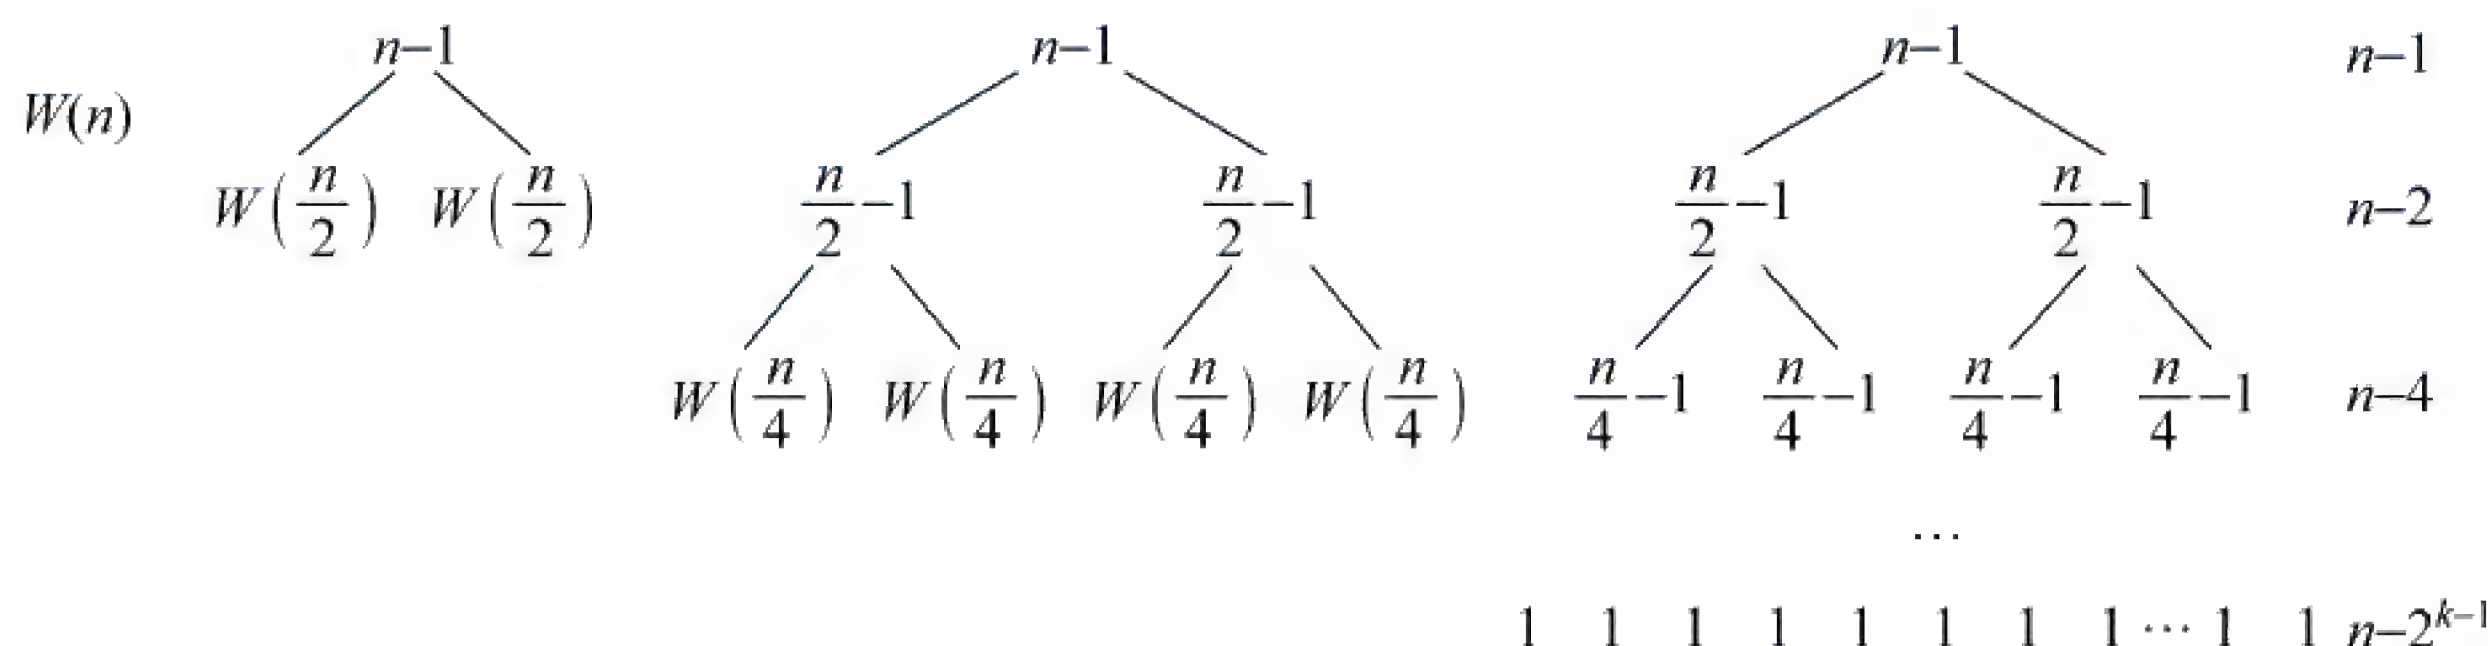 n–1 n–1 n–1 n–1
W(n)
W(n/2) W(n/2) n/2–1 n/2–1 n/2–1 n/2–1 n–2
W(n/4) W(n/4) W(n/4) W(n/4) n/4–1 n/4–1 n/4–1 n/4–1 n–4
...
1 1 1 1 1 1 1 1 ··· 1 1 n–2^{k–1}